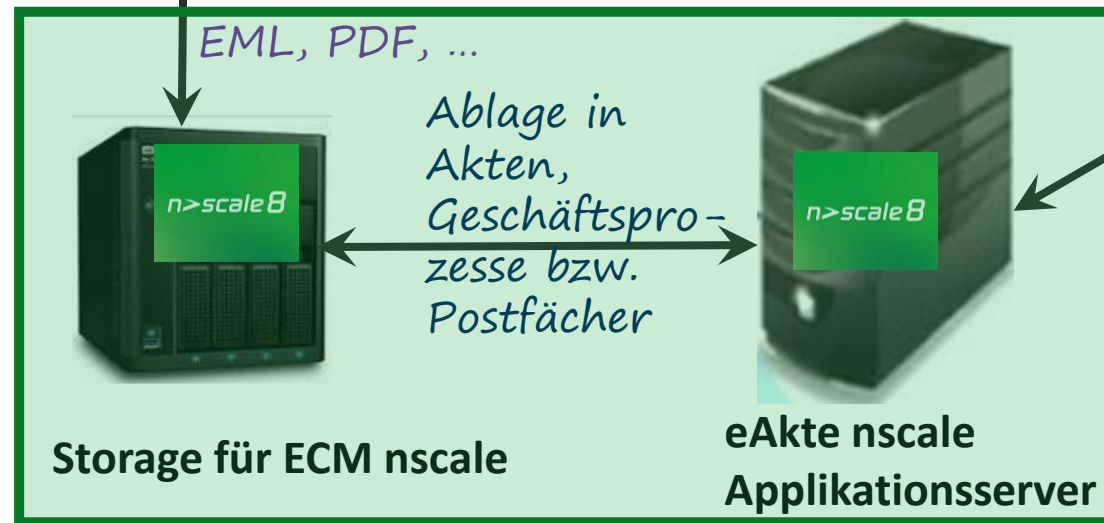 EML, PDF, ...
Ablage in
Akten,
Geschäftspro-
zesse bzw.
Postfächer
n>scale8
n>scale8
Storage für ECM nscale
eAkte nscale
Applikationsserver